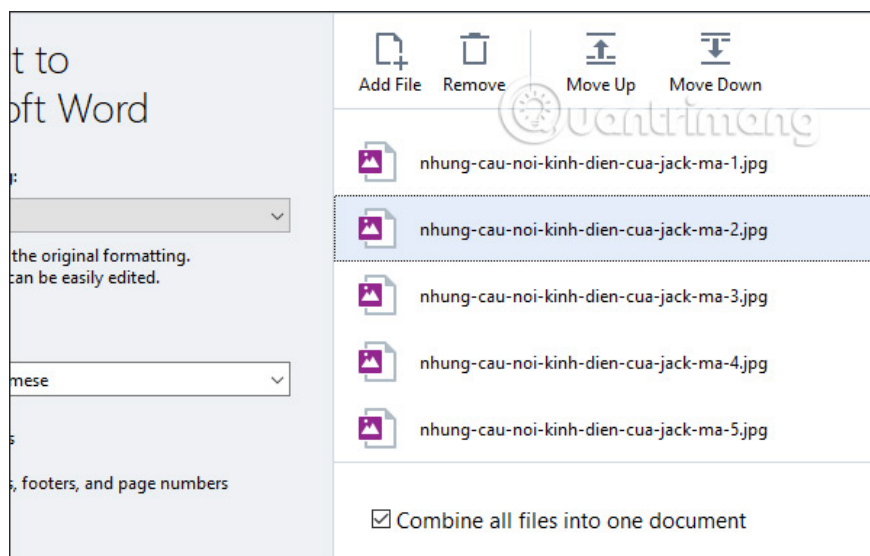 t to
oft Word
g:
the original formatting.
can be easily edited.
mese
s
s, footers, and page numbers
Add File Remove Move Up Move Down
Quantrimang
nhung-cau-noi-kinh-dien-cua-jack-ma-1.jpg
nhung-cau-noi-kinh-dien-cua-jack-ma-2.jpg
nhung-cau-noi-kinh-dien-cua-jack-ma-3.jpg
nhung-cau-noi-kinh-dien-cua-jack-ma-4.jpg
nhung-cau-noi-kinh-dien-cua-jack-ma-5.jpg
Combine all files into one document